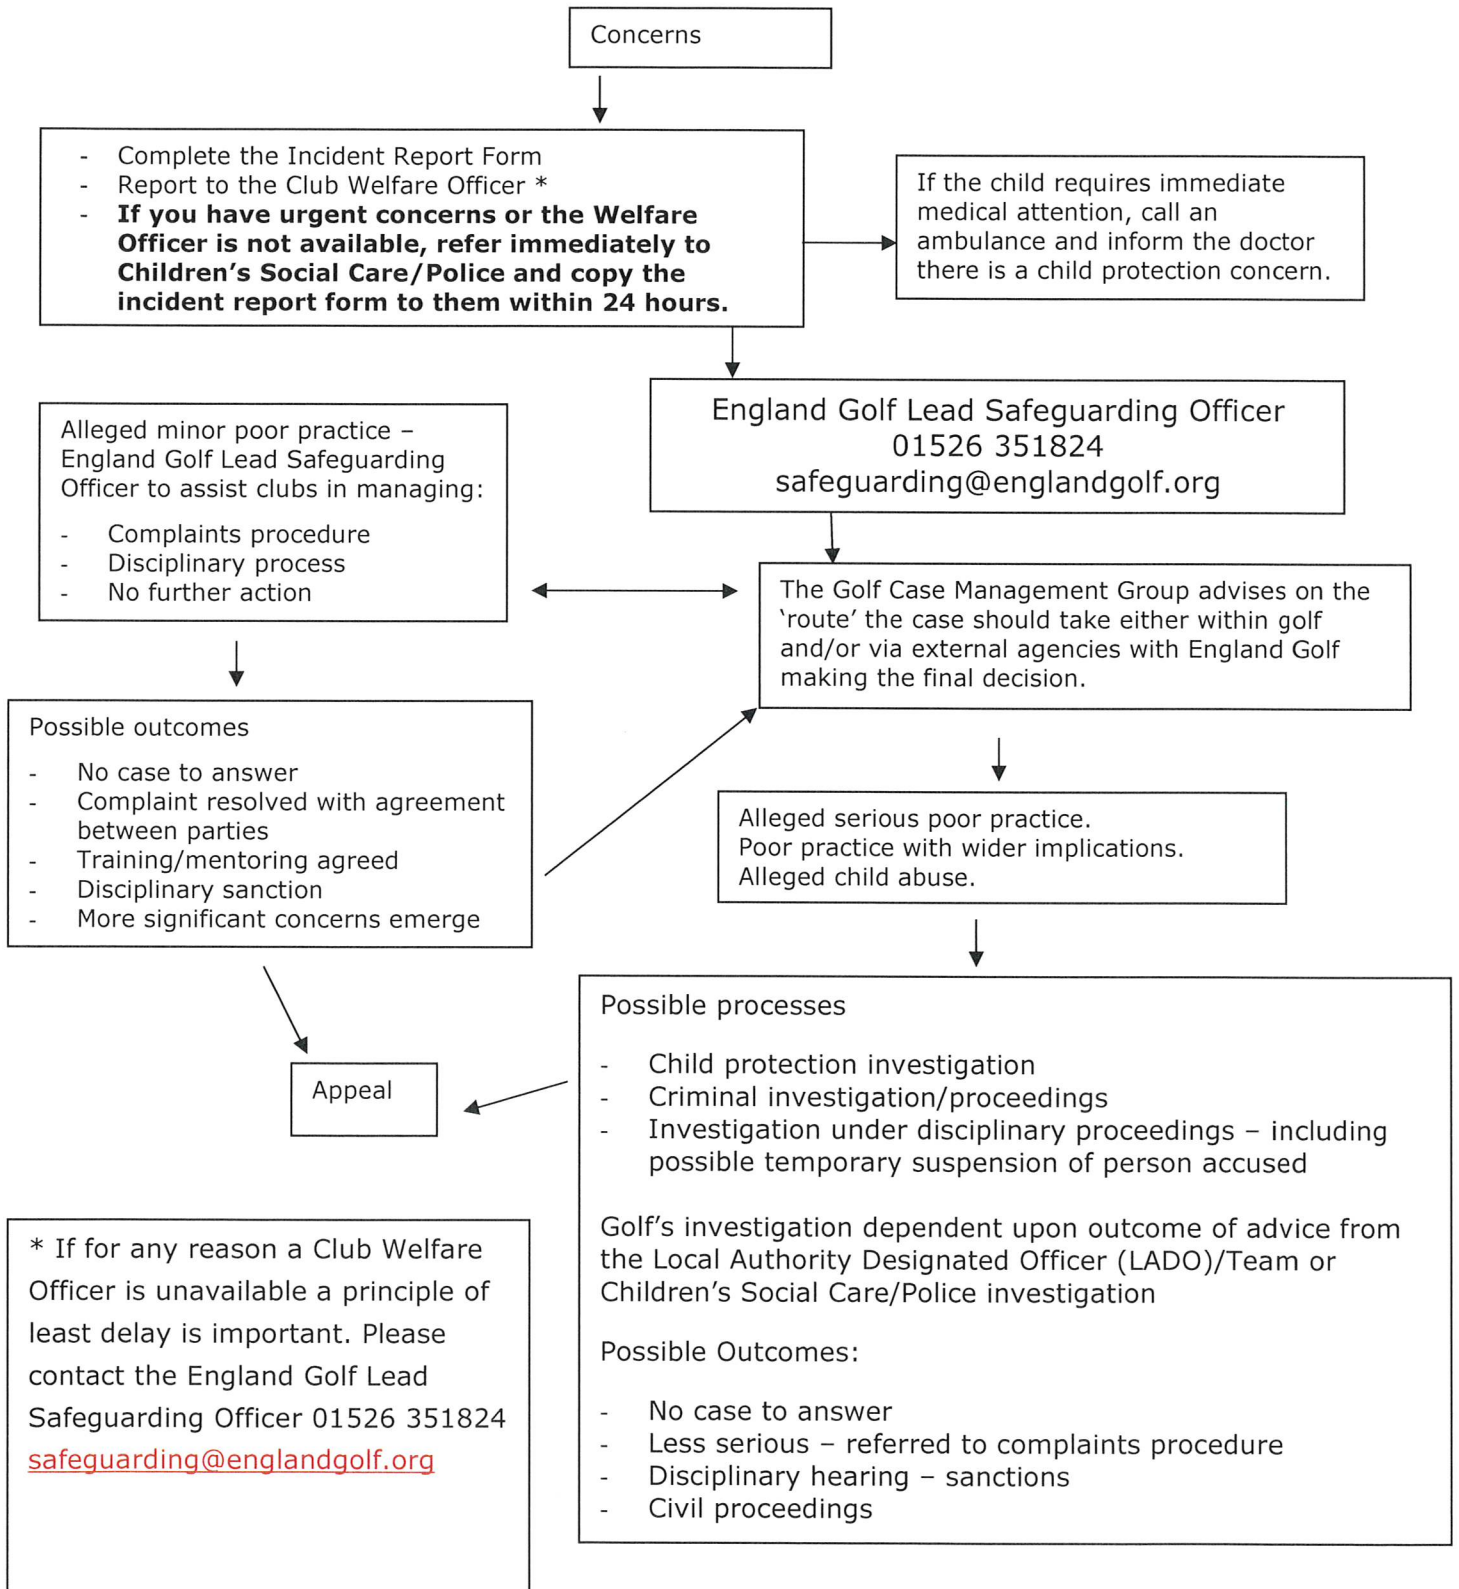 Concerns
- Complete the Incident Report Form
- Report to the Club Welfare Officer *
- If you have urgent concerns or the Welfare
Officer is not available, refer immediately to
Children's Social Care/Police and copy the
incident report form to them within 24 hours.
If the child requires immediate
medical attention, call an
ambulance and inform the doctor
there is a child protection concern.
England Golf Lead Safeguarding Officer
01526 351824
safeguarding@englandgolf.org
Alleged minor poor practice –
England Golf Lead Safeguarding
Officer to assist clubs in managing:
- Complaints procedure
- Disciplinary process
- No further action
The Golf Case Management Group advises on the
‘route’ the case should take either within golf
and/or via external agencies with England Golf
making the final decision.
Possible outcomes
- No case to answer
- Complaint resolved with agreement
between parties
- Training/mentoring agreed
- Disciplinary sanction
- More significant concerns emerge
Alleged serious poor practice.
Poor practice with wider implications.
Alleged child abuse.
Appeal
Possible processes
- Child protection investigation
- Criminal investigation/proceedings
- Investigation under disciplinary proceedings – including
possible temporary suspension of person accused
Golf's investigation dependent upon outcome of advice from
the Local Authority Designated Officer (LADO)/Team or
Children's Social Care/Police investigation
Possible Outcomes:
- No case to answer
- Less serious – referred to complaints procedure
- Disciplinary hearing – sanctions
- Civil proceedings
* If for any reason a Club Welfare
Officer is unavailable a principle of
least delay is important. Please
contact the England Golf Lead
Safeguarding Officer 01526 351824
safeguarding@englandgolf.org